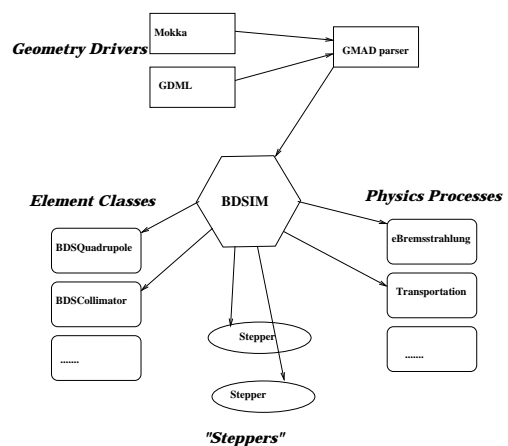 Mokka
Geometry Drivers
GMAD parser
GDML
Element Classes
BDSIM
Physics Processes
BDSQuadrupole
eBremsstrahlung
BDSCollimator
Transportation
.......
.......
Stepper
Stepper
"Steppers"